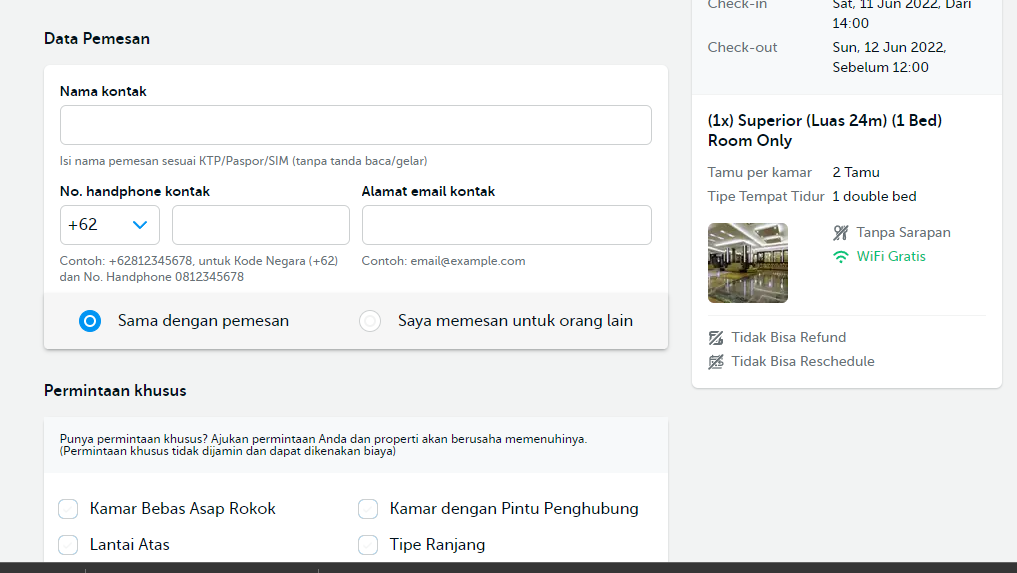 Data Pemesan
Nama kontak
Isi nama pemesan sesuai KTP/Paspor/SIM (tanpa tanda baca/gelar)
No. handphone kontak
Alamat email kontak
+62
Contoh: +62812345678, untuk Kode Negara (+62)
dan No. Handphone 0812345678
Contoh: email@example.com
Sama dengan pemesan
Saya memesan untuk orang lain
Permintaan khusus
Punya permintaan khusus? Ajukan permintaan Anda dan properti akan berusaha memenuhinya.
(Permintaan khusus tidak dijamin dan dapat dikenakan biaya)
Kamar Bebas Asap Rokok
Kamar dengan Pintu Penghubung
Lantai Atas
Tipe Ranjang
Check-in
Sat, 11 Jun 2022, Dari
14:00
Check-out
Sun, 12 Jun 2022,
Sebelum 12:00
(1x) Superior (Luas 24m) (1 Bed)
Room Only
Tamu per kamar
2 Tamu
Tipe Tempat Tidur
1 double bed
Tanpa Sarapan
WiFi Gratis
Tidak Bisa Refund
Tidak Bisa Reschedule